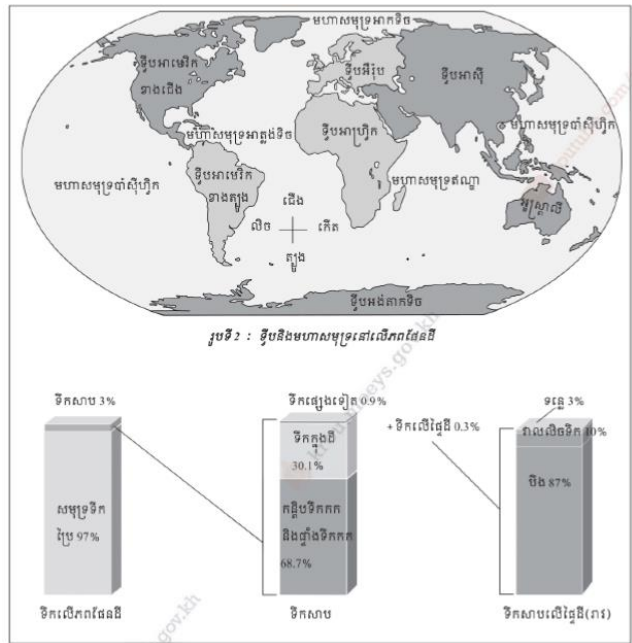 មហាសមុទ្រអាកទិច
ទ្វីបអាមេរិក
ខាងជើង
ទ្វីបអឺរ៉ុប
ទ្វីបអាស៊ី
មហាសមុទ្រអាត្លង់ទិច
ទ្វីបអាហ្វ្រិក
មហាសមុទ្រប៉ាស៊ីហ្វិក
មហាសមុទ្រប៉ាស៊ីហ្វិក
ទ្វីបអាមេរិក
ខាងត្បូង
មហាសមុទ្រឥណ្ឌា
អូស្ត្រាលី
ជើង
លិច
កើត
ត្បូង
ទ្វីបអង់តាកទិច
រូបទី 2 : ទ្វីបនិងមហាសមុទ្រនៅលើភពផែនដី
ទឹកសាប 3%
សមុទ្រទឹក
ប្រៃ 97%
ទឹកលើភពផែនដី
ទឹកផ្សេងទៀត 0.9%
ទឹកក្នុងដី
30.1%
កន្តិបទឹកកក
និងផ្ទាំងទឹកកក
68.7%
ទឹកសាប
+ ទឹកលើផ្ទៃដី 0.3%
ទន្លេ 3%
វាលលិចទឹក 10%
បឹង 87%
ទឹកសាបលើផ្ទៃដី(រាវ)